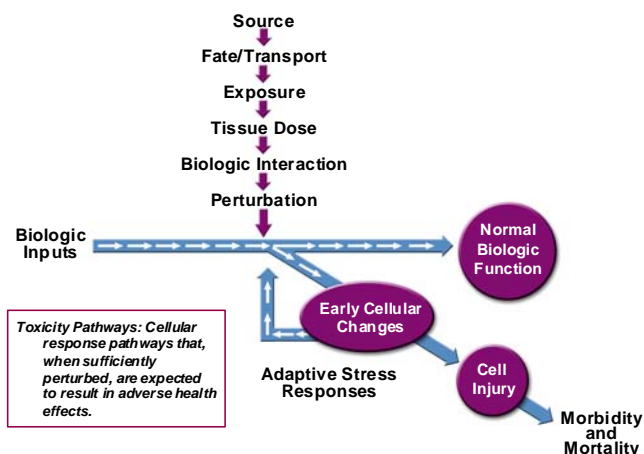 Source
Fate/Transport
Exposure
Tissue Dose
Biologic Interaction
Perturbation
Biologic
Inputs
Normal
Biologic
Function
Early Cellular
Changes
Adaptive Stress
Responses
Cell
Injury
Morbidity
and
Mortality
Toxicity Pathways: Cellular
response pathways that,
when sufficiently
perturbed, are expected
to result in adverse health
effects.